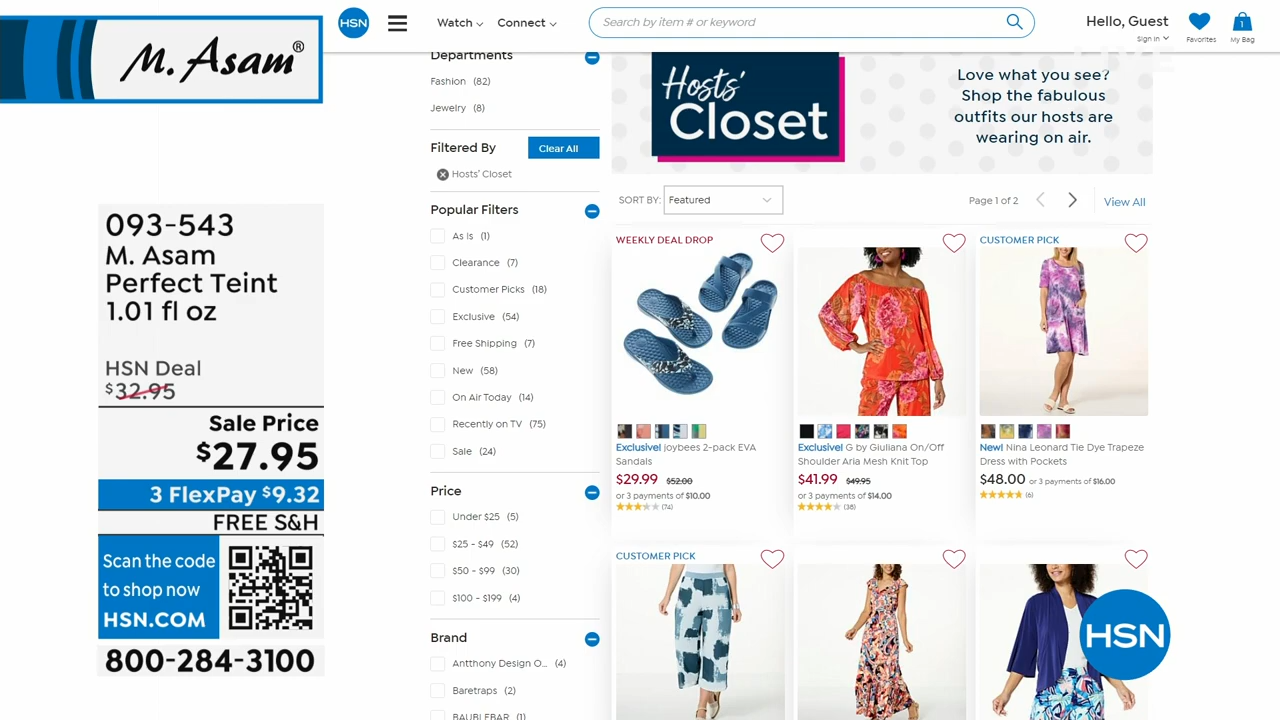 M. Asam®
093-543
M. Asam
Perfect Teint
1.01 fl oz
HSN Deal
$32.95
Sale Price
$27.95
3 FlexPay $9.32
FREE S&H
Scan the code
to shop now
HSN.COM
800-284-3100
HSN
Watch
Connect
Search by item # or keyword
Hello, Guest
Sign In
Favorites
1
My Bag
LIVE
Departments
Fashion (82)
Jewelry (8)
Filtered By
Clear All
Hosts' Closet
Popular Filters
As Is (1)
Clearance (7)
Customer Picks (18)
Exclusive (54)
Free Shipping (7)
New (58)
On Air Today (14)
Recently on TV (75)
Sale (24)
Price
Under $25 (5)
$25 - $49 (52)
$50 - $99 (30)
$100 - $199 (4)
Brand
Antthony Design O... (4)
Baretraps (2)
BAUBLEBAR (1)
Hosts'
Closet
Love what you see?
Shop the fabulous
outfits our hosts are
wearing on air.
SORT BY: Featured
Page 1 of 2
View All
WEEKLY DEAL DROP
Exclusive! Joybees 2-pack EVA
Sandals
$29.99 $52.00
or 3 payments of $10.00
(74)
Exclusive! G by Giuliana On/Off
Shoulder Aria Mesh Knit Top
$41.99 $49.95
or 3 payments of $14.00
(38)
CUSTOMER PICK
New! Nina Leonard Tie Dye Trapeze
Dress with Pockets
$48.00 or 3 payments of $16.00
(6)
CUSTOMER PICK
HSN